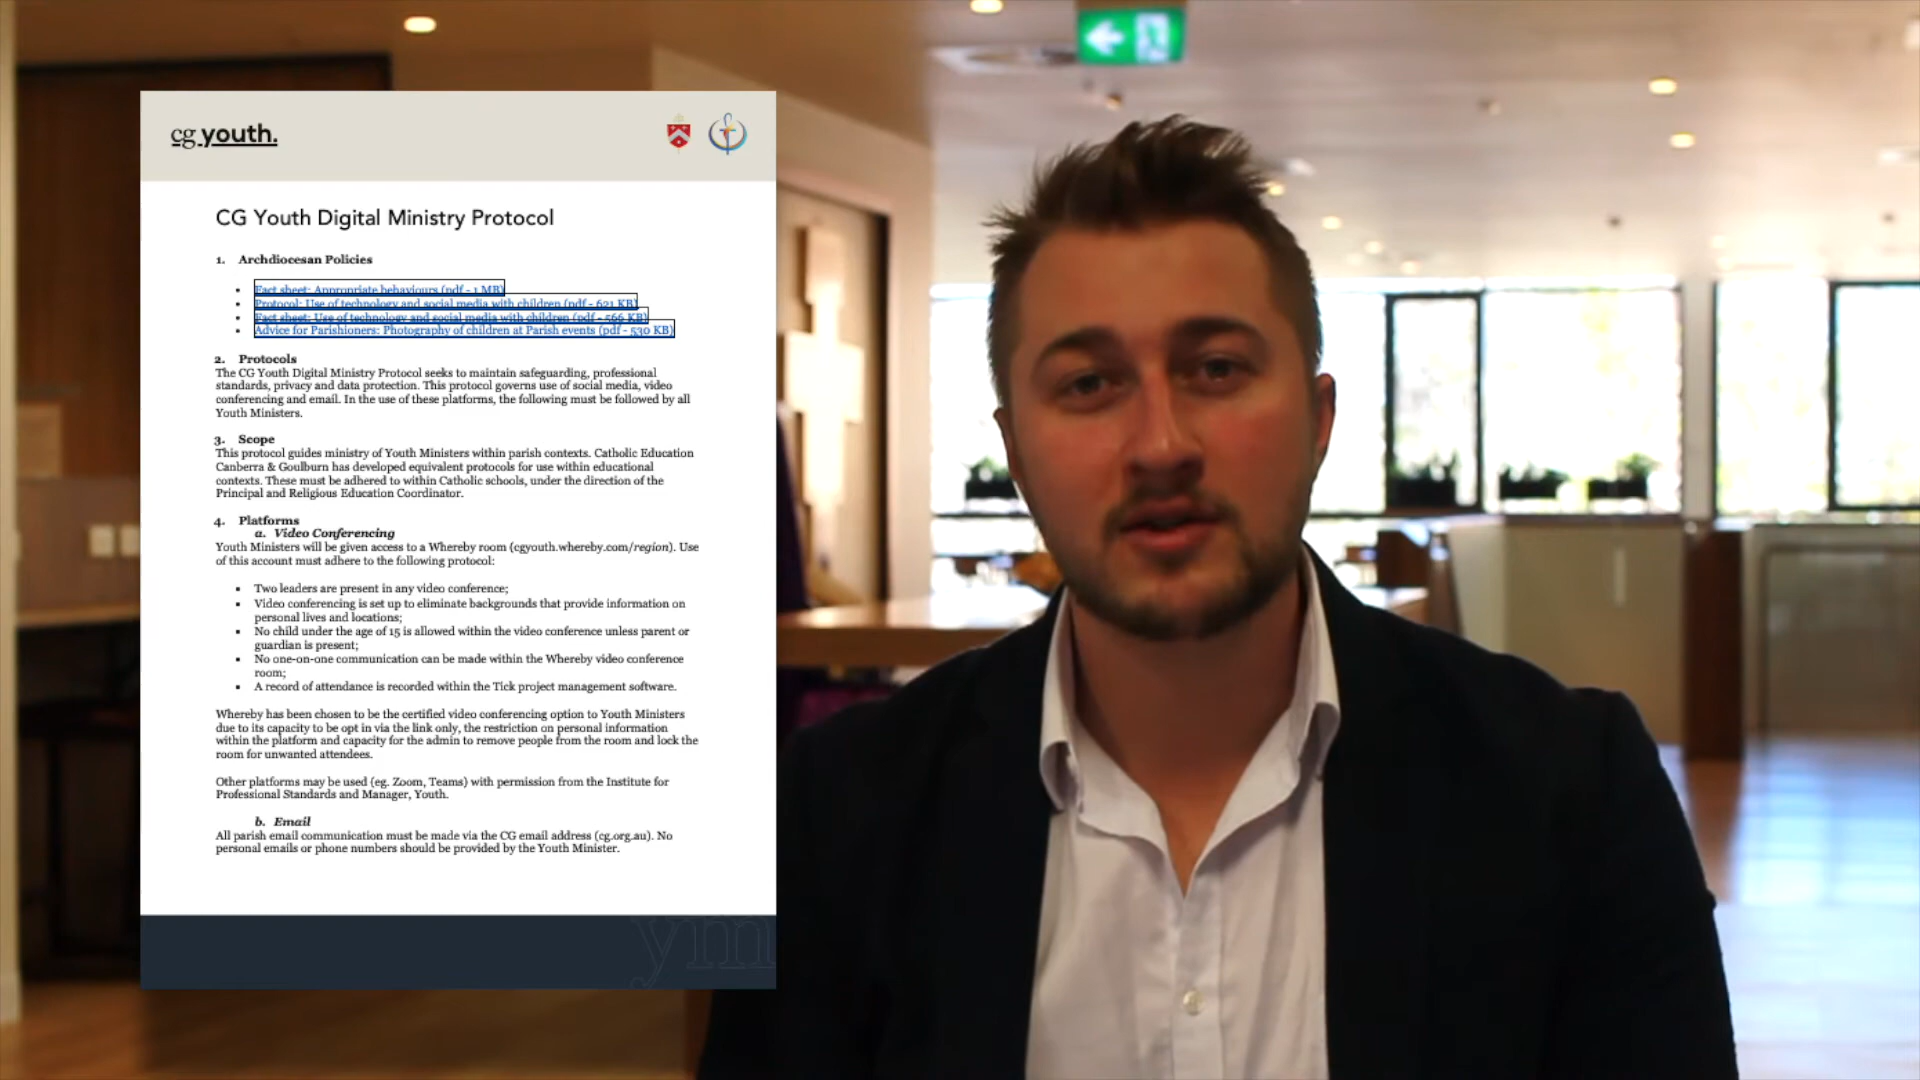 cg youth.
CG Youth Digital Ministry Protocol
1. Archdiocesan Policies
• Fact sheet: Appropriate behaviours (pdf - 1 MB)
• Protocol: Use of technology and social media with children (pdf - 621 KB)
• Fact sheet: Use of technology and social media with children (pdf - 566 KB)
• Advice for Parishioners: Photography of children at Parish events (pdf - 530 KB)
2. Protocols
The CG Youth Digital Ministry Protocol seeks to maintain safeguarding, professional
standards, privacy and data protection. This protocol governs use of social media, video
conferencing and email. In the use of these platforms, the following must be followed by all
Youth Ministers.
3. Scope
This protocol guides ministry of Youth Ministers within parish contexts. Catholic Education
Canberra & Goulburn has developed equivalent protocols for use within educational
contexts. These must be adhered to within Catholic schools, under the direction of the
Principal and Religious Education Coordinator.
4. Platforms
a. Video Conferencing
Youth Ministers will be given access to a Whereby room (cgyouth.whereby.com/region). Use
of this account must adhere to the following protocol:
• Two leaders are present in any video conference;
• Video conferencing is set up to eliminate backgrounds that provide information on
personal lives and locations;
• No child under the age of 15 is allowed within the video conference unless parent or
guardian is present;
• No one-on-one communication can be made within the Whereby video conference
room;
• A record of attendance is recorded within the Tick project management software.
Whereby has been chosen to be the certified video conferencing option to Youth Ministers
due to its capacity to be opt in via the link only, the restriction on personal information
within the platform and capacity for the admin to remove people from the room and lock the
room for unwanted attendees.
Other platforms may be used (eg. Zoom, Teams) with permission from the Institute for
Professional Standards and Manager, Youth.
b. Email
All parish email communication must be made via the CG email address (cg.org.au). No
personal emails or phone numbers should be provided by the Youth Minister.
ym